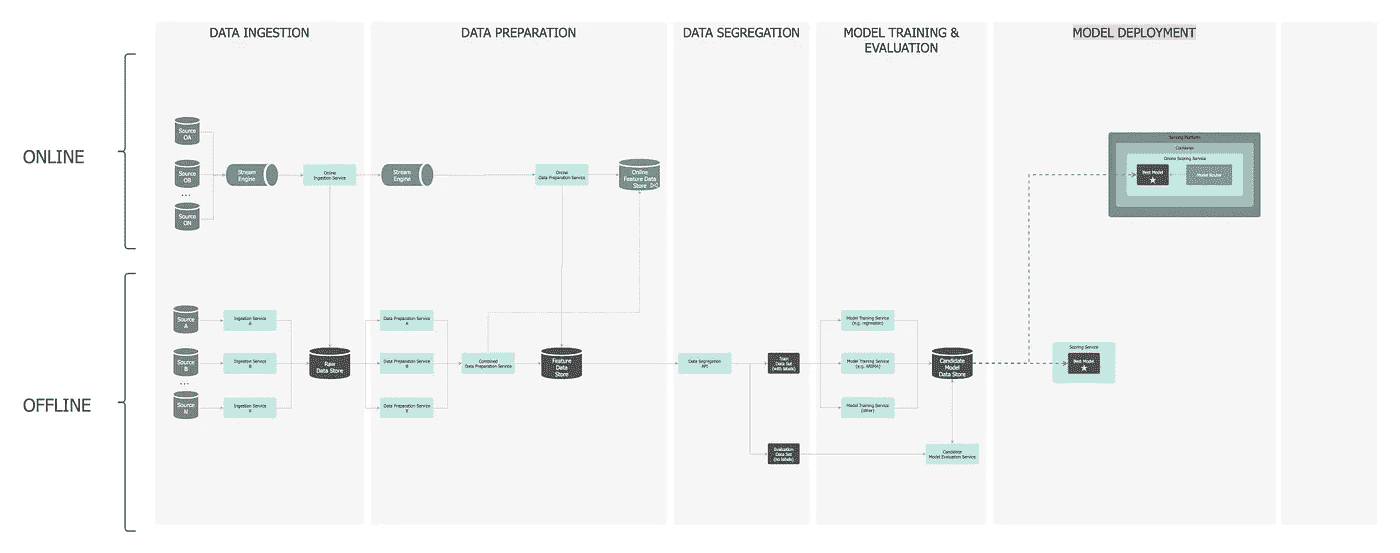 DATA INGESTION
DATA PREPARATION
DATA SEGREGATION
MODEL TRAINING &
EVALUATION
MODEL DEPLOYMENT
ONLINE
Source
OA
Source
OB
...
Source
ON
Stream
Engine
Online
Ingestion Service
Stream
Engine
Online
Data Preparation Service
Online
Feature Data
Store
Serving Platform
Container
Online Scoring Service
Best Model
Model Router
OFFLINE
Source
A
Source
B
...
Source
N
Ingestion Service
A
Ingestion Service
B
Ingestion Service
Raw
Data Store
Data Preparation Service
A
Data Preparation Service
B
Data Preparation Service
Combined
Data Preparation Service
Feature
Data
Store
Data Segregation
API
Train
Data Set
(with labels)
Evaluation
Data Set
(no labels)
Model Training Service
(e.g. regression)
Model Training Service
(e.g. ARIMA)
Model Training Service
(other)
Candidate
Model
Data Store
Candidate
Model Evaluation Service
Scoring Service
Best Model